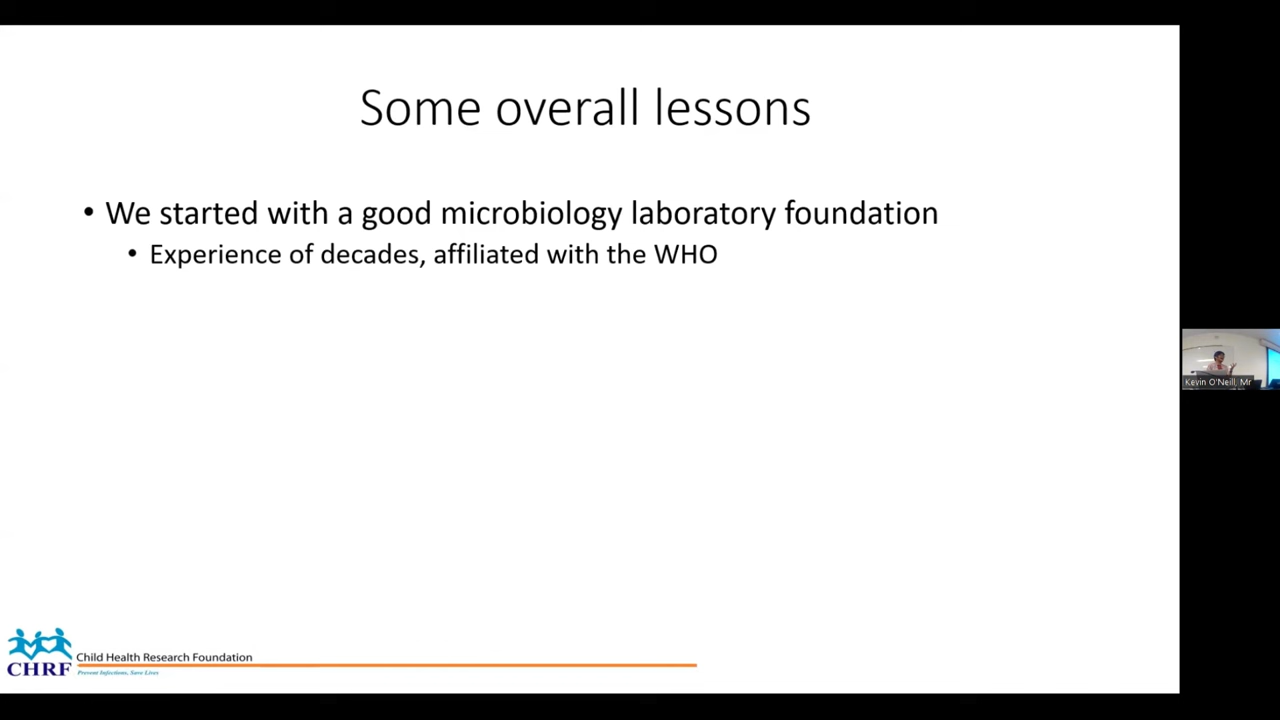 Some overall lessons
• We started with a good microbiology laboratory foundation
• Experience of decades, affiliated with the WHO
Kevin O'Neill, Mr
Child Health Research Foundation
CHRF
Prevent Infections, Save Lives